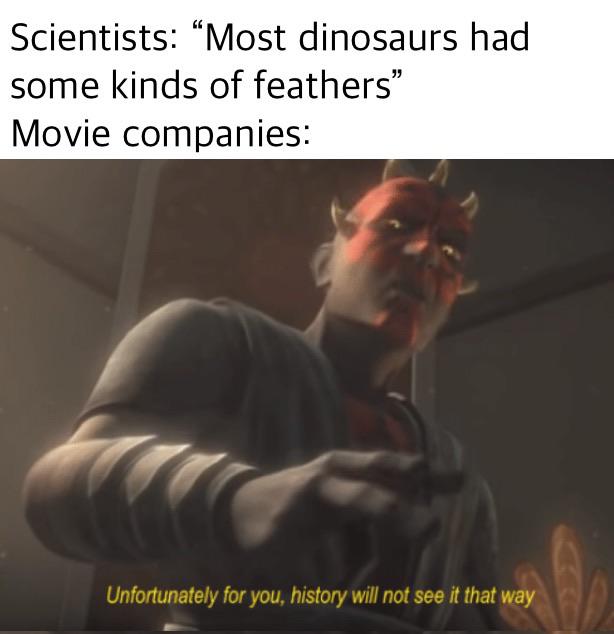 Scientists: “Most dinosaurs had
some kinds of feathers”
Movie companies:
Unfortunately for you, history will not see it that way